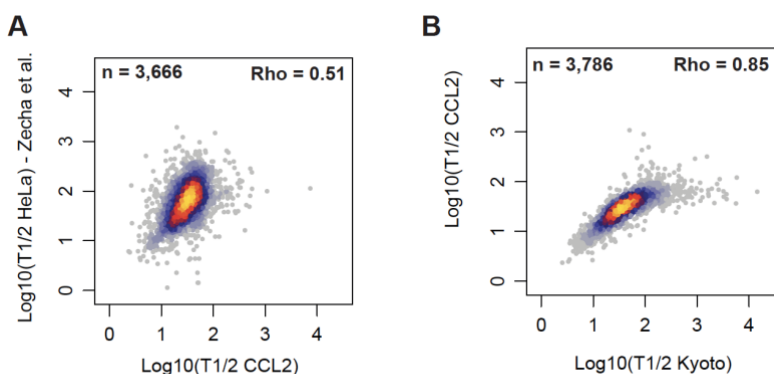 A
n = 3,666 Rho = 0.51
Log10(T1/2 HeLa) - Zecha et al.
4
3
2
1
0
0 1 2 3 4
Log10(T1/2 CCL2)
B
n = 3,786 Rho = 0.85
Log10(T1/2 CCL2)
4
3
2
1
0
0 1 2 3 4
Log10(T1/2 Kyoto)